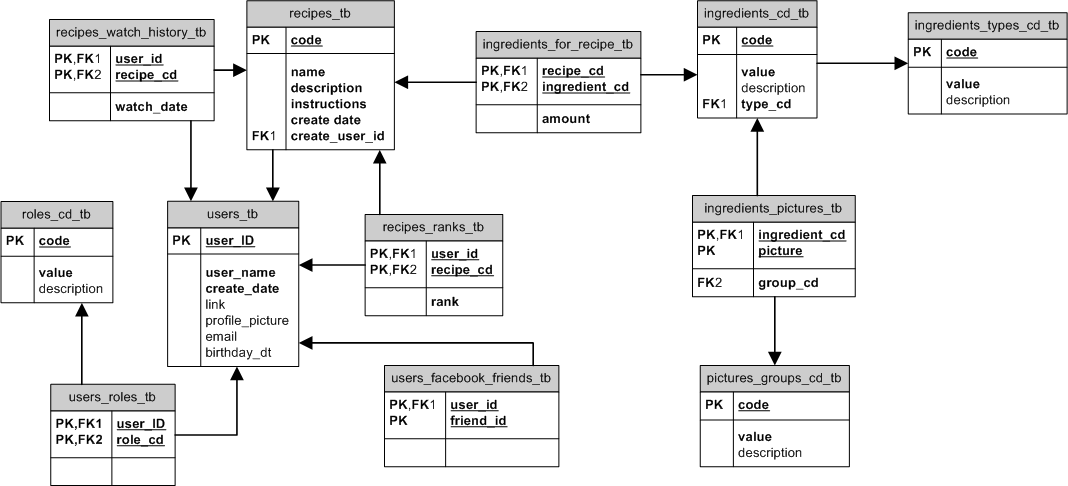 recipes_watch_history_tb
PK,FK1 user_id
PK,FK2 recipe_cd
watch_date
recipes_tb
PK code
name
description
instructions
create date
FK1 create_user_id
ingredients_for_recipe_tb
PK,FK1 recipe_cd
PK,FK2 ingredient_cd
amount
ingredients_cd_tb
PK code
value
description
FK1 type_cd
ingredients_types_cd_tb
PK code
value
description
roles_cd_tb
PK code
value
description
users_tb
PK user_ID
user_name
create_date
link
profile_picture
email
birthday_dt
recipes_ranks_tb
PK,FK1 user_id
PK,FK2 recipe_cd
rank
ingredients_pictures_tb
PK,FK1 ingredient_cd
PK picture
FK2 group_cd
users_roles_tb
PK,FK1 user_ID
PK,FK2 role_cd
users_facebook_friends_tb
PK,FK1 user_id
PK friend_id
pictures_groups_cd_tb
PK code
value
description